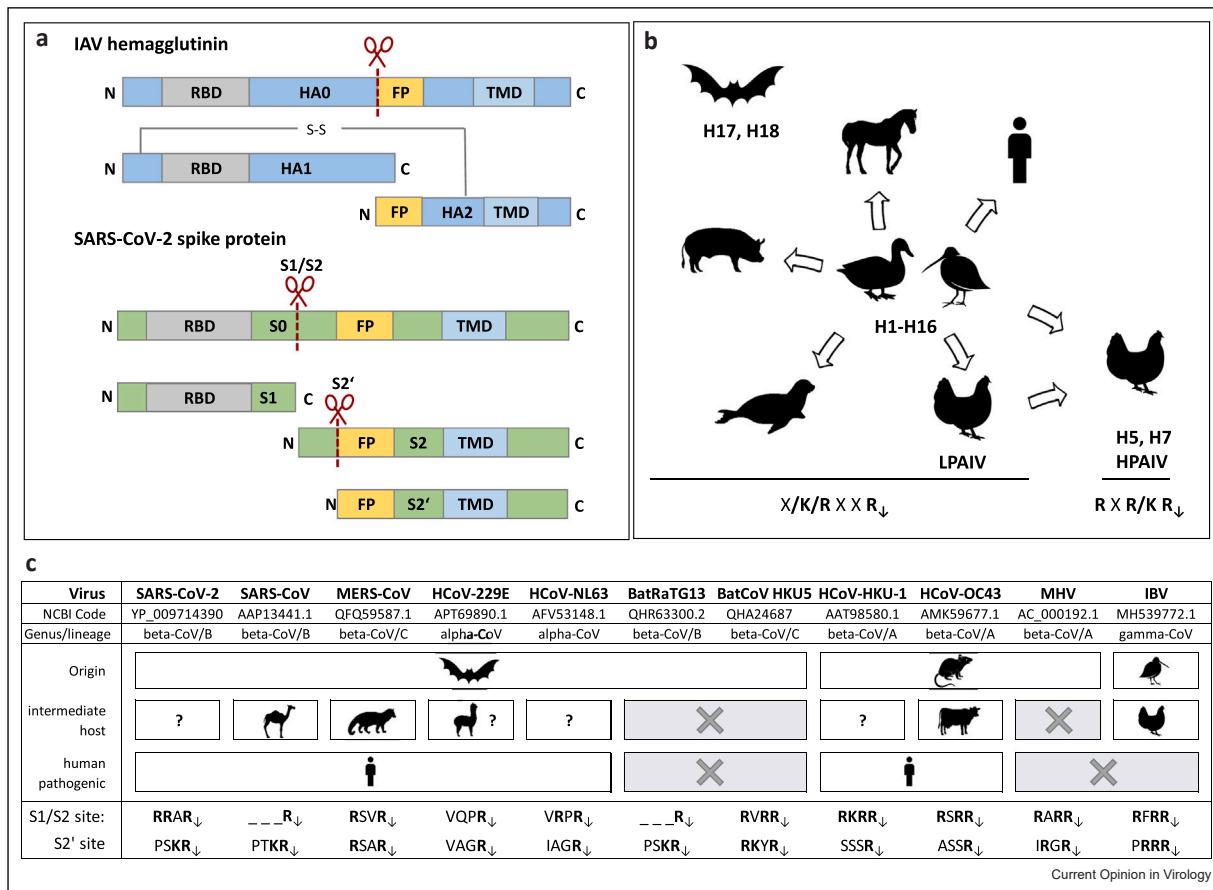 a
IAV hemagglutinin
N RBD HA0 FP TMD C
S-S
N RBD HA1 C
N FP HA2 TMD C
SARS-CoV-2 spike protein
S1/S2
N RBD S0 FP TMD C
N RBD S1 C
S2‘
N FP S2 TMD C
N FP S2‘ TMD C
b
H17, H18
H1-H16
LPAIV
H5, H7
HPAIV
X/K/R X X R↓
R X R/K R↓
c
Virus SARS-CoV-2 SARS-CoV MERS-CoV HCoV-229E HCoV-NL63 BatRaTG13 BatCoV HKU5 HCoV-HKU-1 HCoV-OC43 MHV IBV
NCBI Code YP_009714390 AAP13441.1 QFQ59587.1 APT69890.1 AFV53148.1 QHR63300.2 QHA24687 AAT98580.1 AMK59677.1 AC_000192.1 MH539772.1
Genus/lineage beta-CoV/B beta-CoV/B beta-CoV/C alpha-CoV alpha-CoV beta-CoV/B beta-CoV/C beta-CoV/A beta-CoV/A beta-CoV/A gamma-CoV
Origin
intermediate
host
? ? ? ?
human
pathogenic
S1/S2 site: RRAR↓ _ _ _R↓ RSVR↓ VQPR↓ VRPR↓ _ _ _R↓ RVRR↓ RKRR↓ RSRR↓ RARR↓ RFRR↓
S2' site PSKR↓ PTKR↓ RSAR↓ VAGR↓ IAGR↓ PSKR↓ RKYR↓ SSSR↓ ASSR↓ IRGR↓ PRRR↓
Current Opinion in Virology